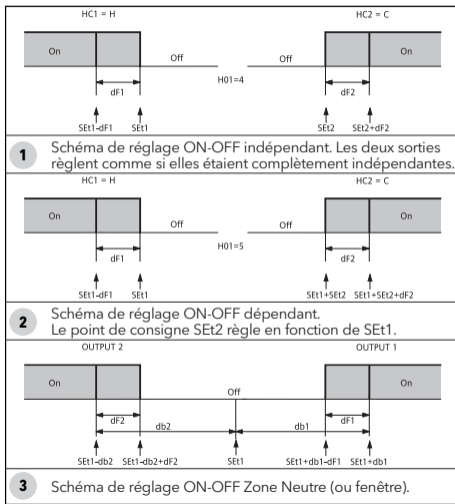 HC1 = H HC2 = C
On Off Off On
H01=4
dF1 dF2
SEt1-dF1 SEt1 SEt2 SEt2+dF2
1 Schéma de réglage ON-OFF indépendant. Les deux sorties
règlent comme si elles étaient complètement indépendantes.
HC1 = H HC2 = C
On Off Off On
H01=5
dF1 dF2
SEt1-dF1 SEt1 SEt1+SEt2 SEt1+SEt2+dF2
2 Schéma de réglage ON-OFF dépendant.
Le point de consigne SEt2 règle en fonction de SEt1.
OUTPUT 2 OUTPUT 1
On Off On
dF2 db2 db1 dF1
SEt1-db2 SEt1-db2+dF2 SEt1 SEt1+db1-dF1 SEt1+db1
3 Schéma de réglage ON-OFF Zone Neutre (ou fenêtre).